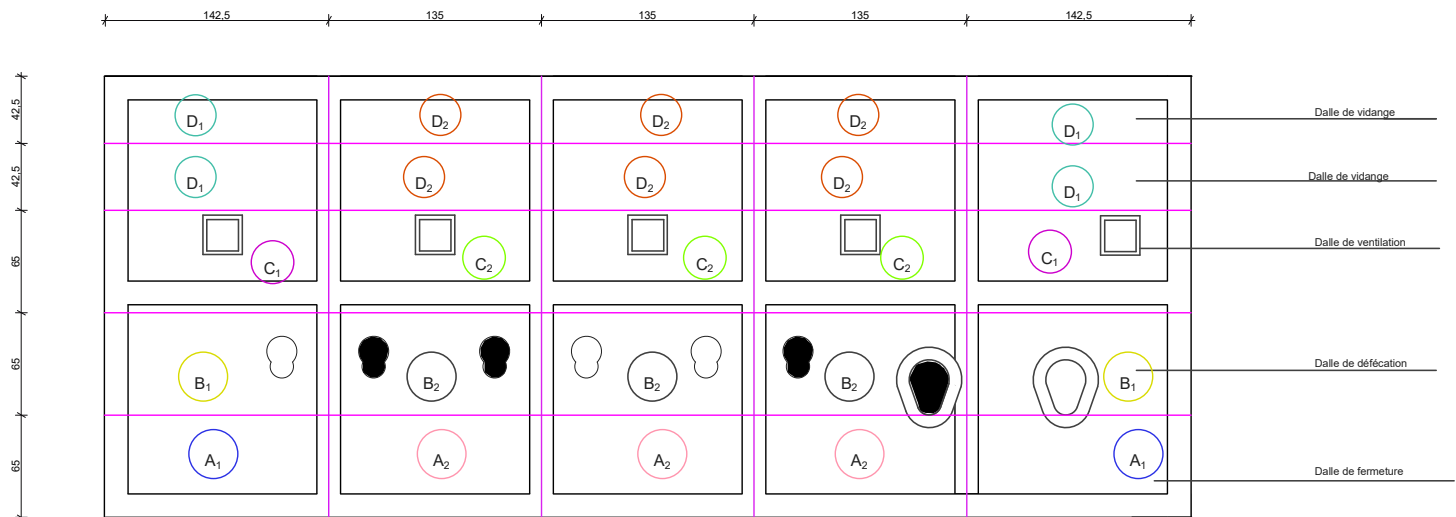 142,5 135 135 135 142,5
42,5
D₁ D₂ D₂ D₂ D₁ Dalle de vidange
42,5
D₁ D₂ D₂ D₂ D₁ Dalle de vidange
65
C₁ C₂ C₂ C₂ C₁ Dalle de ventilation
65
B₁ B₂ B₂ B₂ B₁ Dalle de défécation
65
A₁ A₂ A₂ A₂ A₁ Dalle de fermeture